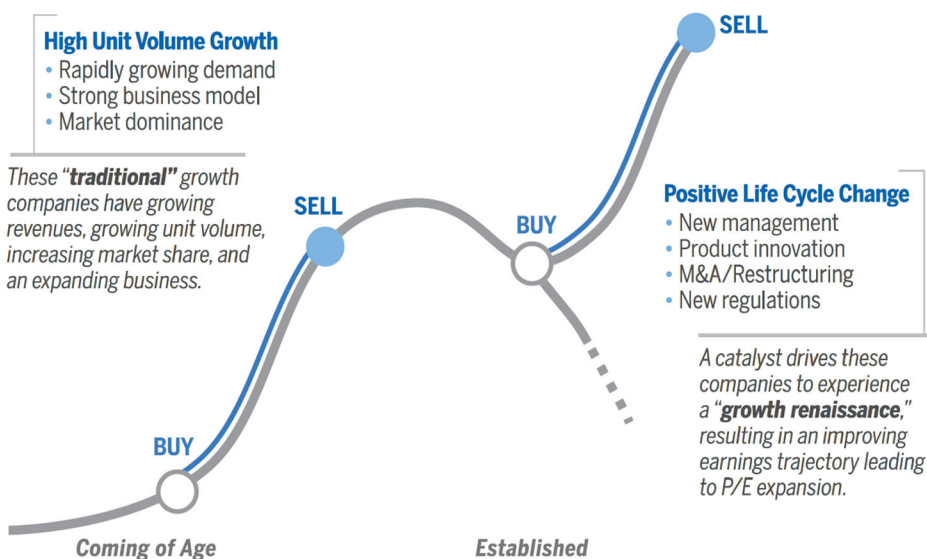 High Unit Volume Growth
• Rapidly growing demand
• Strong business model
• Market dominance
These “traditional” growth
companies have growing
revenues, growing unit volume,
increasing market share, and
an expanding business.
SELL
BUY
Coming of Age
SELL
BUY
Established
Positive Life Cycle Change
• New management
• Product innovation
• M&A/Restructuring
• New regulations
A catalyst drives these
companies to experience
a “growth renaissance,”
resulting in an improving
earnings trajectory leading
to P/E expansion.